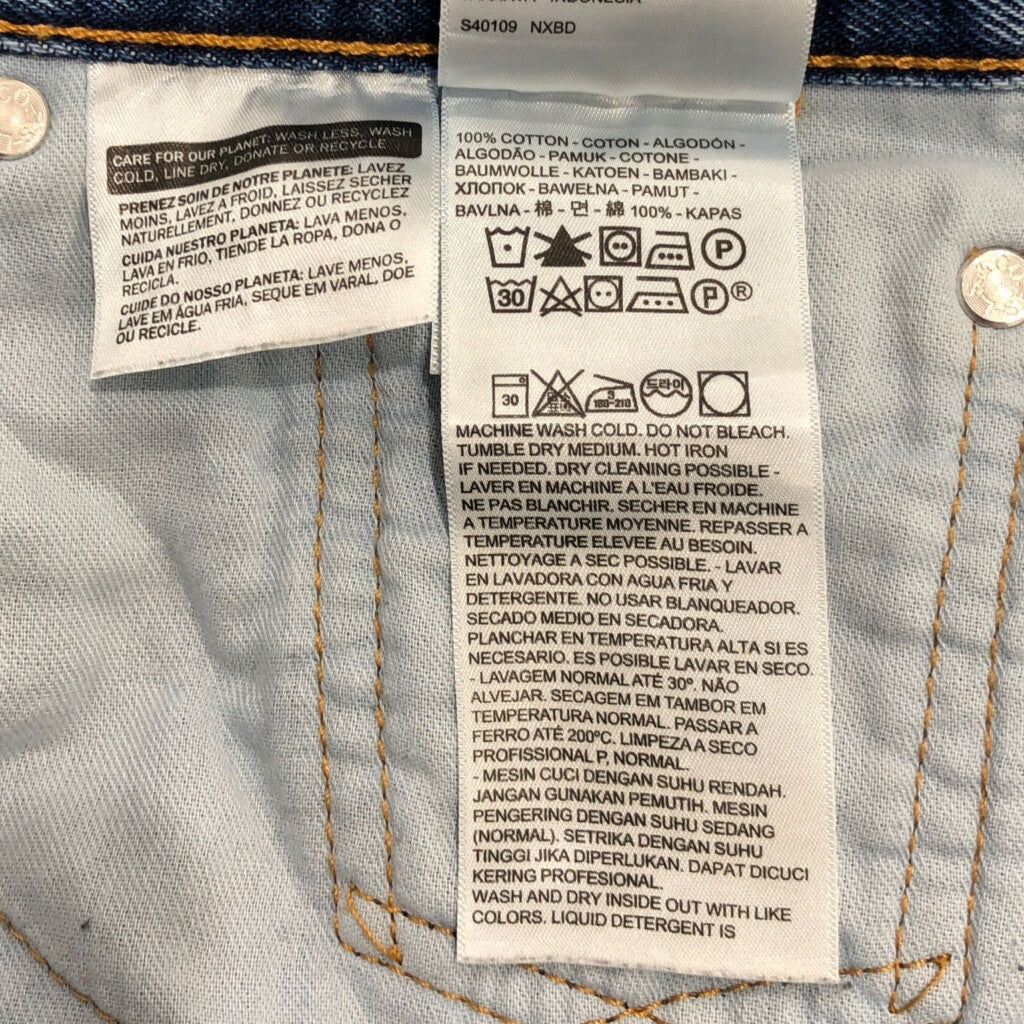 S40109 NXBD
CARE FOR OUR PLANET: WASH LESS, WASH
COLD, LINE DRY, DONATE OR RECYCLE
PRENEZ SOIN DE NOTRE PLANETE: LAVEZ
MOINS, LAVEZ A FROID, LAISSEZ SECHER
NATURELLEMENT, DONNEZ OU RECYCLEZ
CUIDA NUESTRO PLANETA: LAVA MENOS,
LAVA EN FRIO, TIENDE LA ROPA, DONA O
RECICLA.
CUIDE DO NOSSO PLANETA: LAVE MENOS,
LAVE EM ÀGUA FRIA, SEQUE EM VARAL, DOE
OU RECICLE.
100% COTTON - COTON - ALGODÓN -
ALGODÃO - PAMUK - COTONE -
BAUMWOLLE - KATOEN - BAMBAKI -
ХЛОПОК - BAWEŁNA - PAMUT -
BAVLNA - 棉 - 면 - 綿 100% - KAPAS
P
30 P ®
30 180-210 드라이
MACHINE WASH COLD. DO NOT BLEACH.
TUMBLE DRY MEDIUM. HOT IRON
IF NEEDED. DRY CLEANING POSSIBLE -
LAVER EN MACHINE A L'EAU FROIDE.
NE PAS BLANCHIR. SECHER EN MACHINE
A TEMPERATURE MOYENNE. REPASSER A
TEMPERATURE ELEVEE AU BESOIN.
NETTOYAGE A SEC POSSIBLE. - LAVAR
EN LAVADORA CON AGUA FRIA Y
DETERGENTE. NO USAR BLANQUEADOR.
SECADO MEDIO EN SECADORA.
PLANCHAR EN TEMPERATURA ALTA SI ES
NECESARIO. ES POSIBLE LAVAR EN SECO.
- LAVAGEM NORMAL ATÉ 30º. NÃO
ALVEJAR. SECAGEM EM TAMBOR EM
TEMPERATURA NORMAL. PASSAR A
FERRO ATÉ 200ºC. LIMPEZA A SECO
PROFISSIONAL P, NORMAL.
- MESIN CUCI DENGAN SUHU RENDAH.
JANGAN GUNAKAN PEMUTIH. MESIN
PENGERING DENGAN SUHU SEDANG
(NORMAL). SETRIKA DENGAN SUHU
TINGGI JIKA DIPERLUKAN. DAPAT DICUCI
KERING PROFESIONAL.
WASH AND DRY INSIDE OUT WITH LIKE
COLORS. LIQUID DETERGENT IS